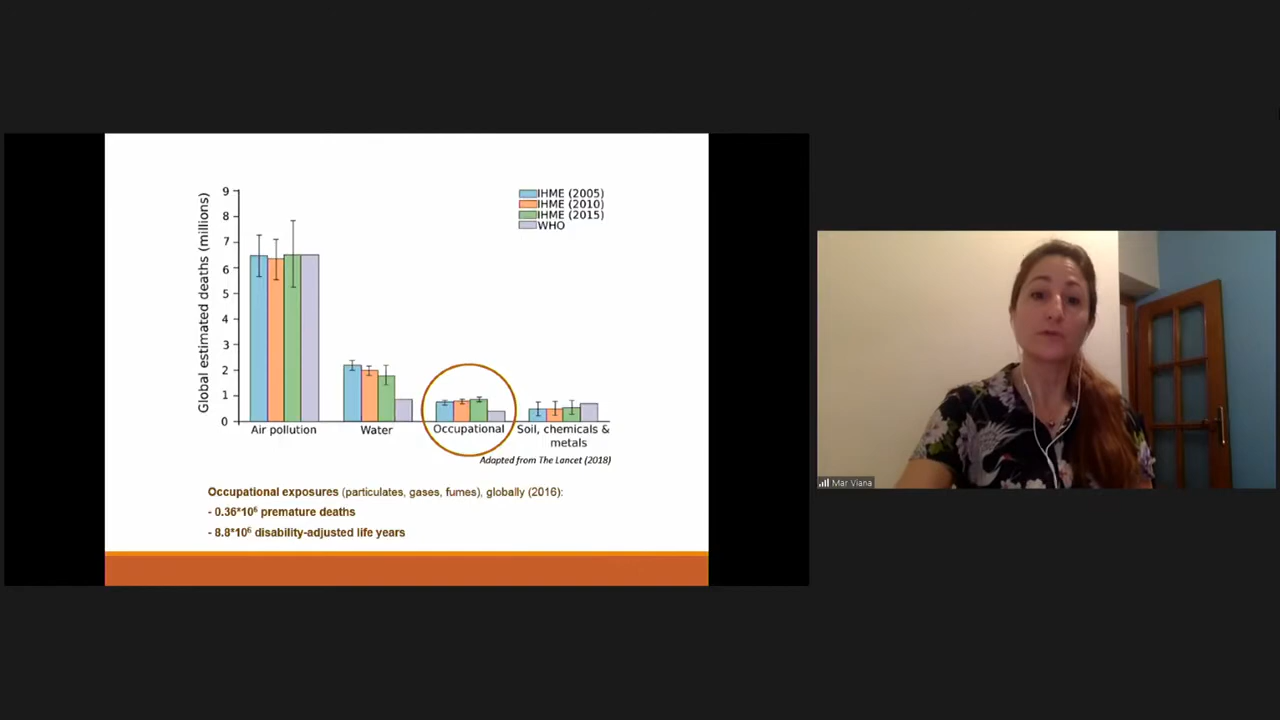 9
8
7
6
5
4
3
2
1
0
Global estimated deaths (millions)
IHME (2005)
IHME (2010)
IHME (2015)
WHO
Air pollution
Water
Occupational
Soil, chemicals &
metals
Adapted from The Lancet (2018)
Occupational exposures (particulates, gases, fumes), globally (2016):
- 0.36*10⁶ premature deaths
- 8.8*10⁶ disability-adjusted life years
Mar Viana